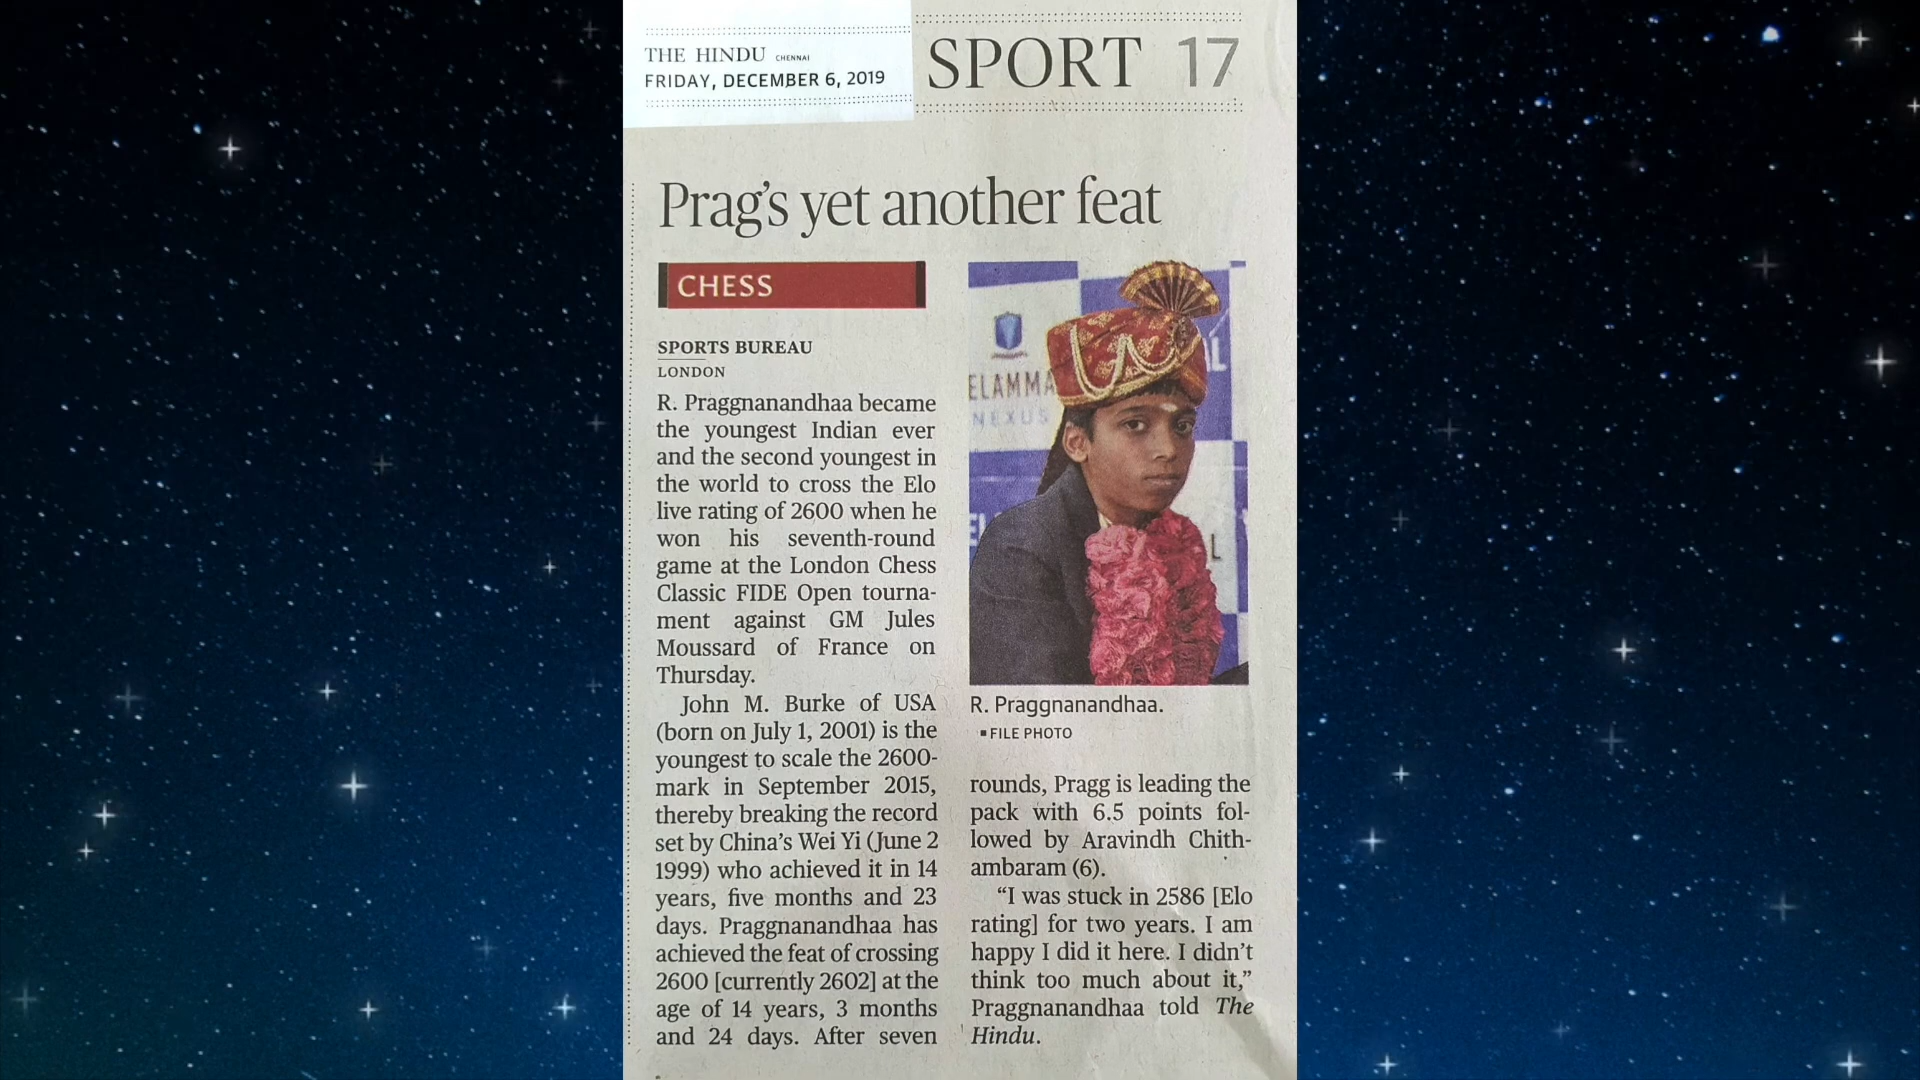 THE HINDU CHENNAI
FRIDAY, DECEMBER 6, 2019
SPORT 17
Prag's yet another feat
CHESS
SPORTS BUREAU
LONDON
R. Praggnanandhaa became
the youngest Indian ever
and the second youngest in
the world to cross the Elo
live rating of 2600 when he
won his seventh-round
game at the London Chess
Classic FIDE Open tourna-
ment against GM Jules
Moussard of France on
Thursday.
John M. Burke of USA
(born on July 1, 2001) is the
youngest to scale the 2600-
mark in September 2015,
thereby breaking the record
set by China's Wei Yi (June 2
1999) who achieved it in 14
years, five months and 23
days. Praggnanandhaa has
achieved the feat of crossing
2600 [currently 2602] at the
age of 14 years, 3 months
and 24 days. After seven
ELAMMA
NEXUS
R. Praggnanandhaa.
▪ FILE PHOTO
rounds, Pragg is leading the
pack with 6.5 points fol-
lowed by Aravindh Chith-
ambaram (6).
“I was stuck in 2586 [Elo
rating] for two years. I am
happy I did it here. I didn't
think too much about it,”
Praggnanandhaa told The
Hindu.